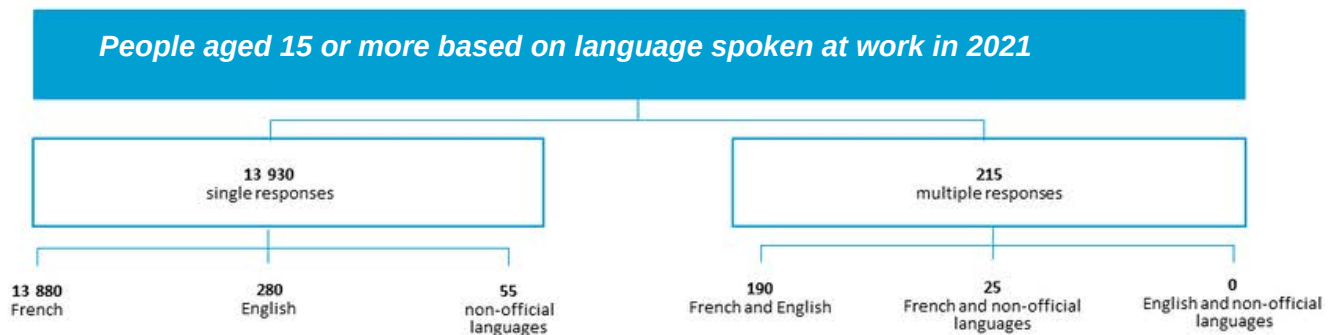 People aged 15 or more based on language spoken at work in 2021
13 930
single responses
215
multiple responses
13 880
French
280
English
55
non-official
languages
190
French and English
25
French and non-official
languages
0
English and non-official
languages